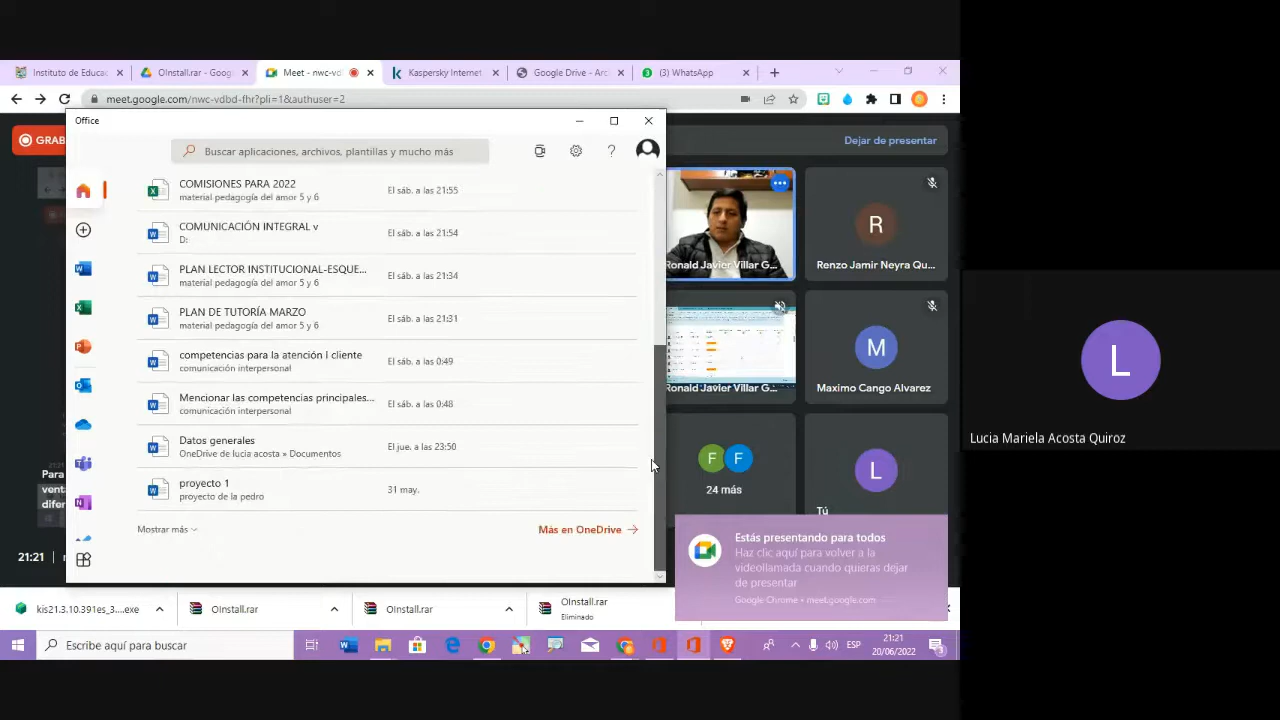 Instituto de Educac
OInstall.rar - Goog
Meet - nwc-vd
Kaspersky Internet
Google Drive - Arc
(3) WhatsApp
meet.google.com/nwc-vdbd-fhr?pli=1&authuser=2
GRAB
Office
Dejar de presentar
Buscar aplicaciones, archivos, plantillas y mucho más
COMISIONES PARA 2022
material pedagogía del amor 5 y 6
El sáb. a las 21:55
COMUNICACIÓN INTEGRAL v
D:
El sáb. a las 21:54
PLAN LECTOR INSTITUCIONAL-ESQUE...
material pedagogía del amor 5 y 6
El sáb. a las 21:34
PLAN DE TUTORÍA MARZO
material pedagogía del amor 5 y 6
El sáb. a las 21:31
competencias para la atención l cliente
comunicación interpersonal
El sáb. a las 0:49
Mencionar las competencias principales...
comunicación interpersonal
El sáb. a las 0:48
Datos generales
OneDrive de lucia acosta » Documentos
El jue. a las 23:50
proyecto 1
proyecto de la pedro
31 may.
Mostrar más
Más en OneDrive
Ronald Javier Villar G...
R
Renzo Jamir Neyra Qu...
Ronald Javier Villar G...
M
Maximo Cango Alvarez
F F
24 más
L
Tú
Para
venta
difer
21:21
Estás presentando para todos
Haz clic aquí para volver a la
videollamada cuando quieras dejar
de presentar
Google Chrome • meet.google.com
kis21.3.10.391es_3....exe
OInstall.rar
OInstall.rar
OInstall.rar
Eliminado
Escribe aquí para buscar
ESP
21:21
20/06/2022
3
L
Lucia Mariela Acosta Quiroz